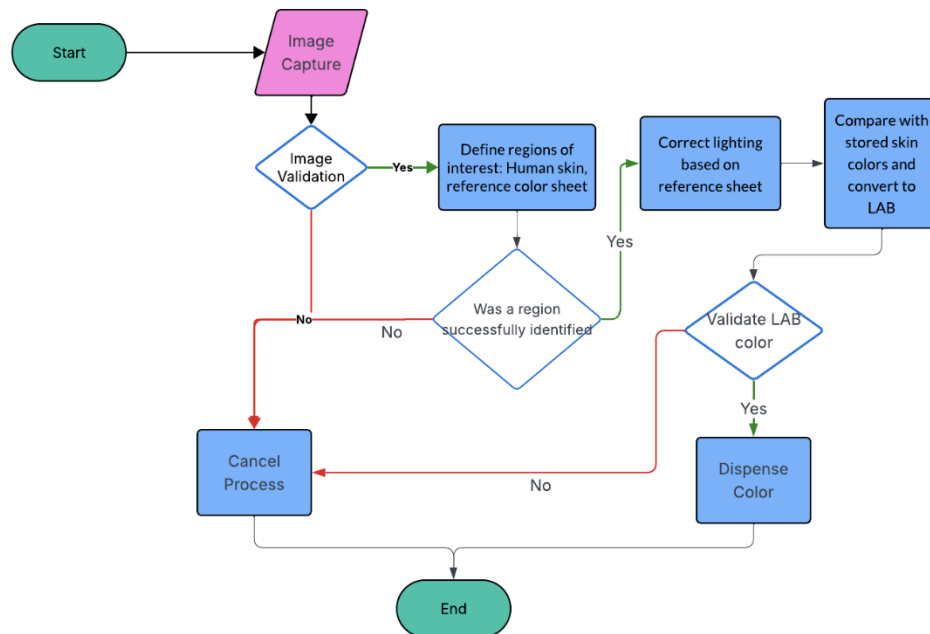 Start
Image
Capture
Image
Validation
Yes
Define regions of
interest: Human skin,
reference color sheet
Correct lighting
based on
reference sheet
Compare with
stored skin
colors and
convert to
LAB
Yes
Was a region
successfully identified
No
No
Validate LAB
color
Yes
Cancel
Process
No
Dispense
Color
End